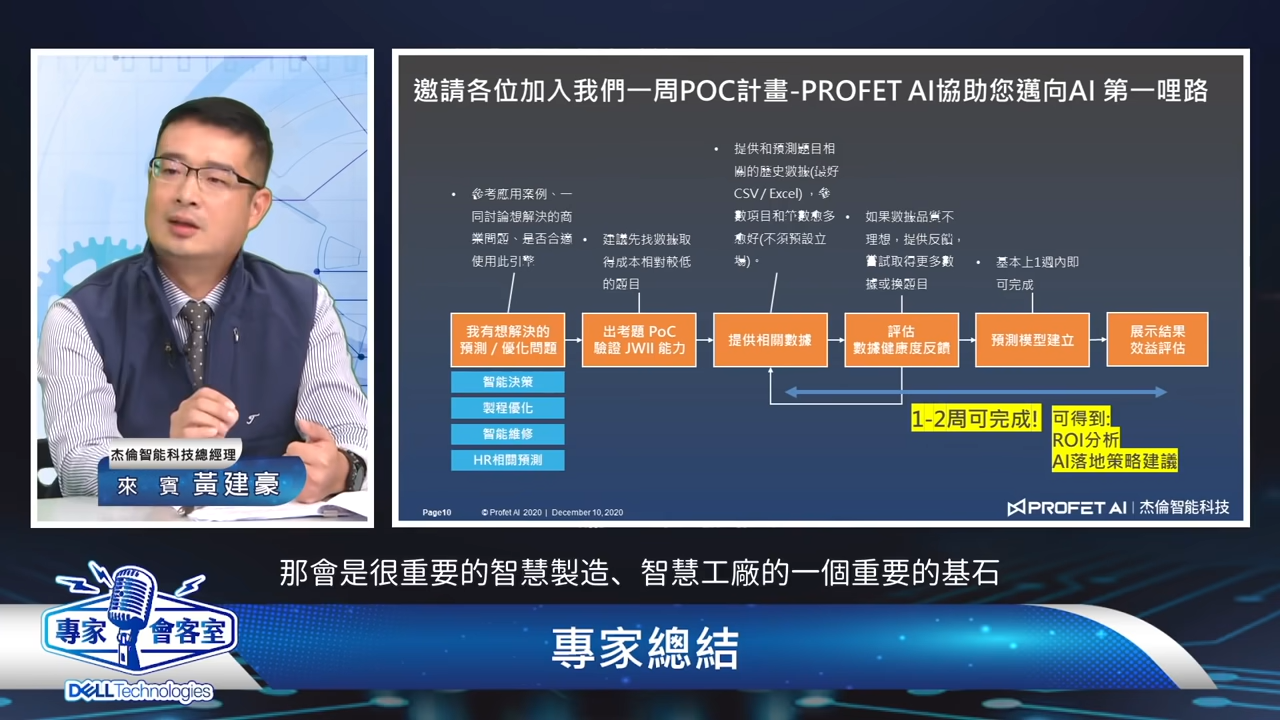 邀請各位加入我們一周POC計畫-PROFET AI協助您邁向AI 第一哩路
• 參考應用案例、一
同討論想解決的商
業問題、是否合適
使用此引擎
• 建議先找數據取
得成本相對較低
的題目
• 提供和預測題目相
關的歷史數據(最好
CSV / Excel) ，參
數項目和筆數愈多
愈好(不須預設立
場)。
• 如果數據品質不
理想，提供反饋，
嘗試取得更多數
據或換題目
• 基本上1週內即
可完成
我有想解決的
預測 / 優化問題
出考題 PoC
驗證 JWII 能力
提供相關數據
評估
數據健康度反饋
預測模型建立
展示結果
效益評估
智能決策
製程優化
智能維修
HR相關預測
1-2周可完成!
可得到:
ROI分析
AI落地策略建議
Page10
© Profet AI 2020 | December 10, 2020
PROFET AI | 杰倫智能科技
杰倫智能科技總經理
來 賓 黃建豪
那會是很重要的智慧製造、智慧工廠的一個重要的基石
專家 會客室
DELL Technologies
專家總結